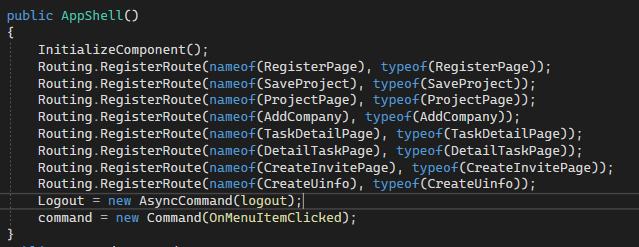 public AppShell()
{
InitializeComponent();
Routing.RegisterRoute(nameof(RegisterPage), typeof(RegisterPage));
Routing.RegisterRoute(nameof(SaveProject), typeof(SaveProject));
Routing.RegisterRoute(nameof(ProjectPage), typeof(ProjectPage));
Routing.RegisterRoute(nameof(AddCompany), typeof(AddCompany));
Routing.RegisterRoute(nameof(TaskDetailPage), typeof(TaskDetailPage));
Routing.RegisterRoute(nameof(DetailTaskPage), typeof(DetailTaskPage));
Routing.RegisterRoute(nameof(CreateInvitePage), typeof(CreateInvitePage));
Routing.RegisterRoute(nameof(CreateUinfo), typeof(CreateUinfo));
Logout = new AsyncCommand(logout);
command = new Command(OnMenuItemClicked);
}